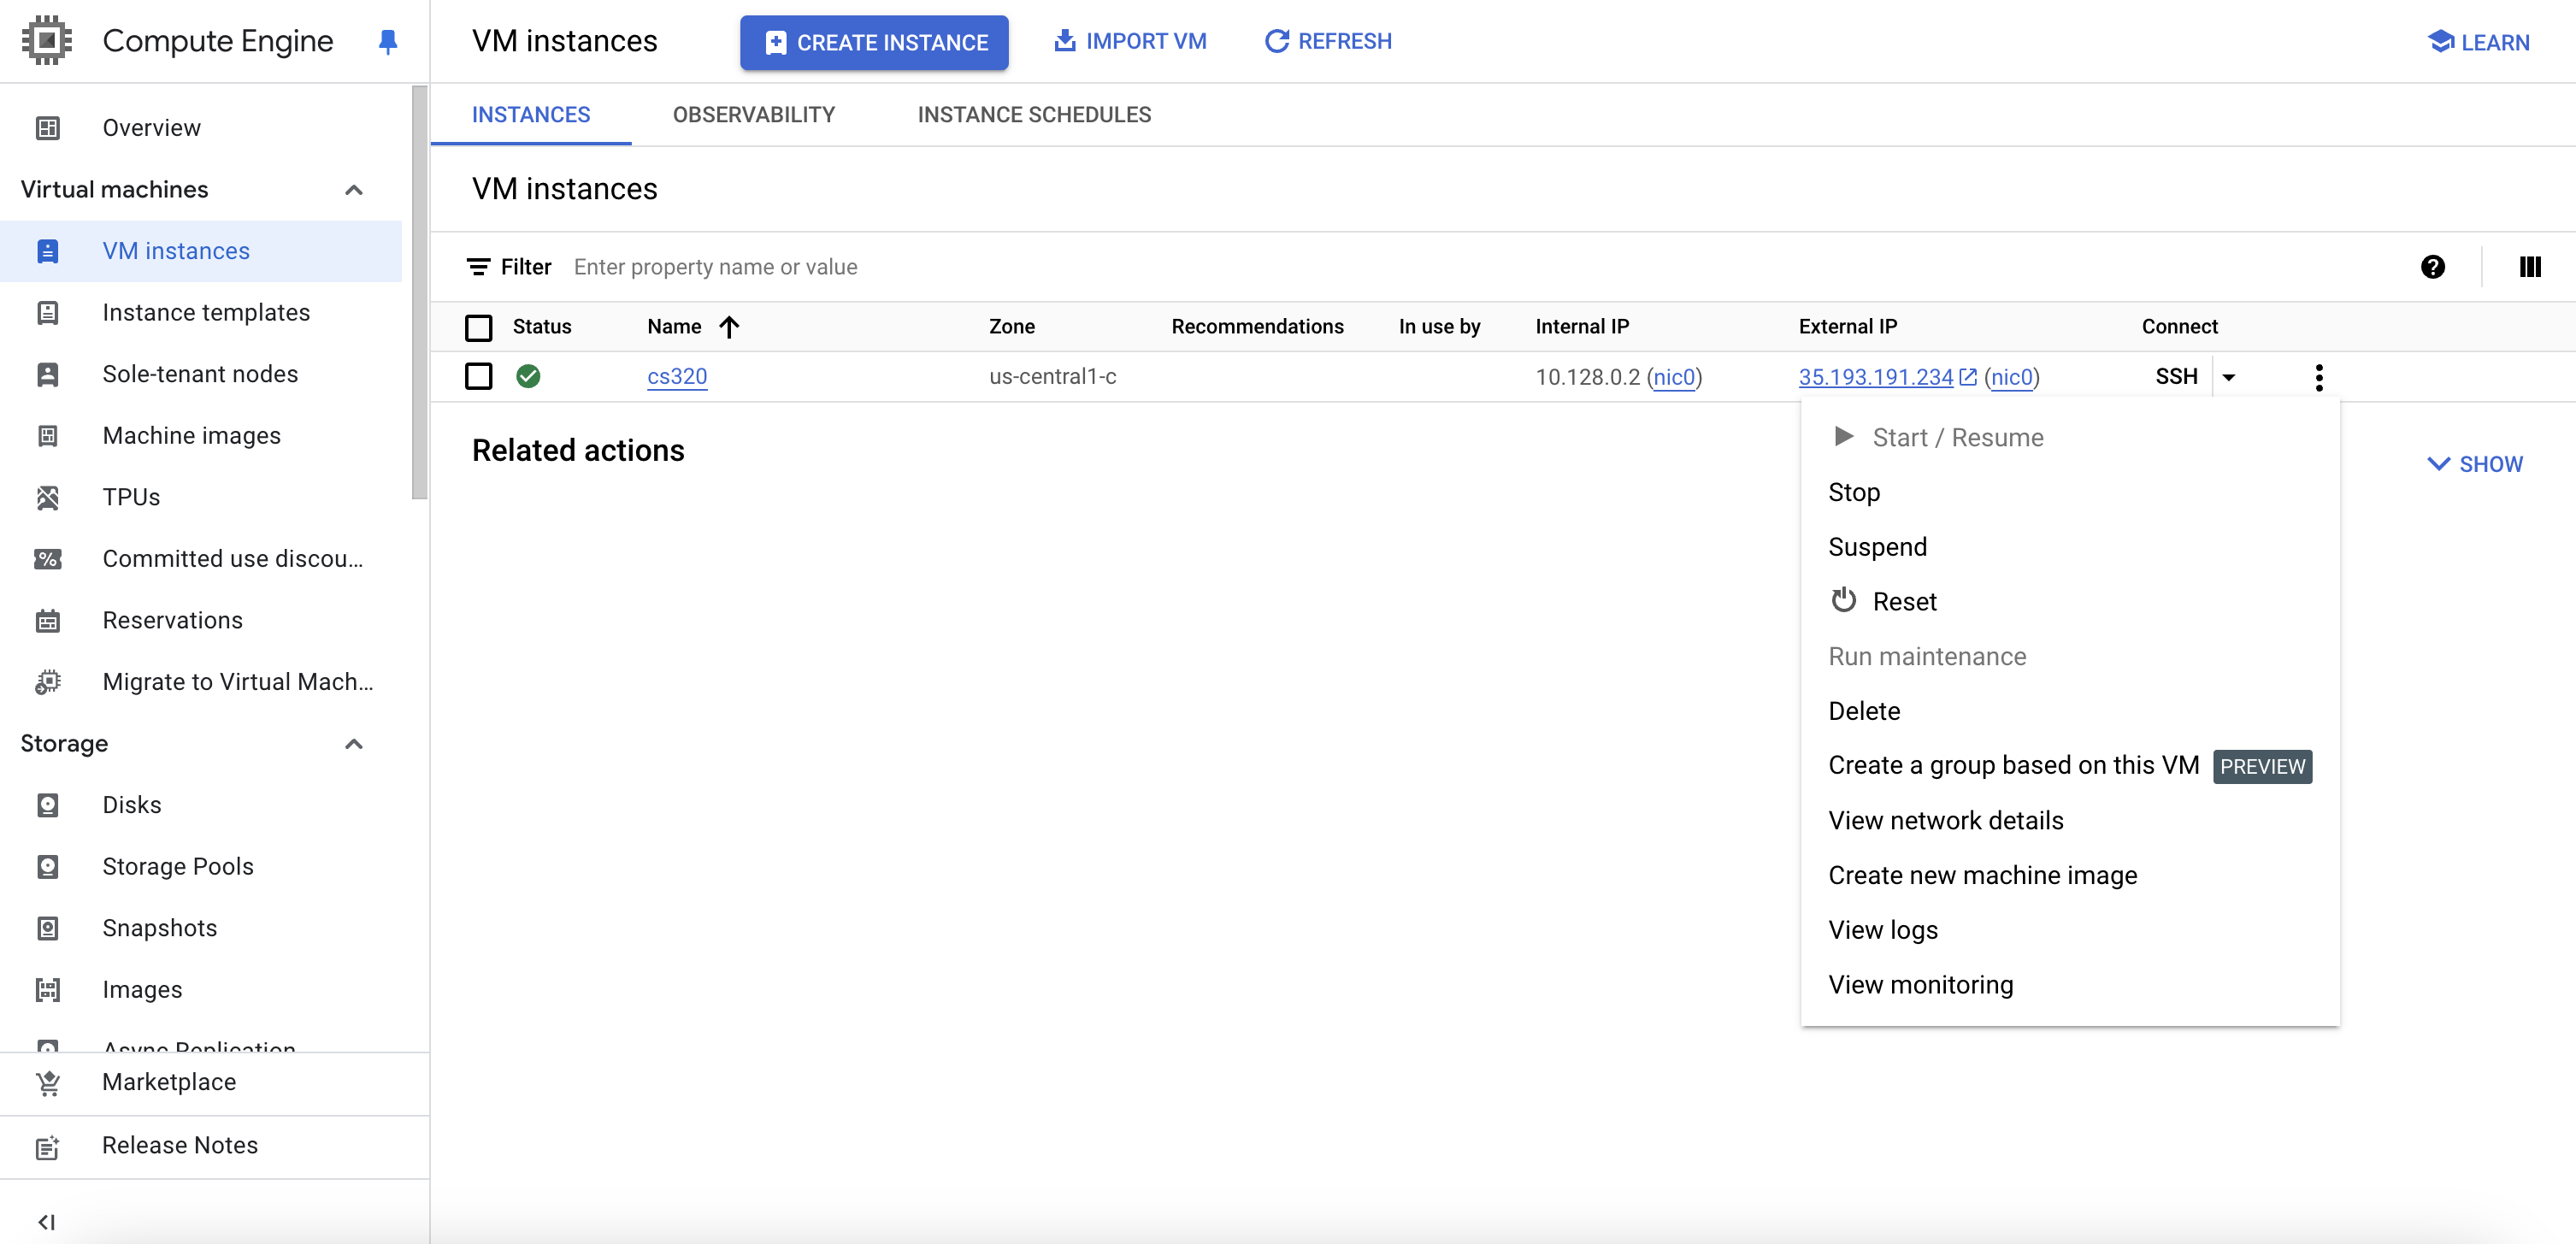 Compute Engine
VM instances
CREATE INSTANCE
IMPORT VM
REFRESH
LEARN
Overview
Virtual machines
VM instances
Instance templates
Sole-tenant nodes
Machine images
TPUs
Committed use discou...
Reservations
Migrate to Virtual Mach...
Storage
Disks
Storage Pools
Snapshots
Images
Async Replication
Marketplace
Release Notes
INSTANCES OBSERVABILITY INSTANCE SCHEDULES
VM instances
Filter Enter property name or value
Status Name Zone Recommendations In use by Internal IP External IP Connect
cs320 us-central1-c 10.128.0.2 (nic0) 35.193.191.234 (nic0) SSH
Related actions
SHOW
Start / Resume
Stop
Suspend
Reset
Run maintenance
Delete
Create a group based on this VM PREVIEW
View network details
Create new machine image
View logs
View monitoring